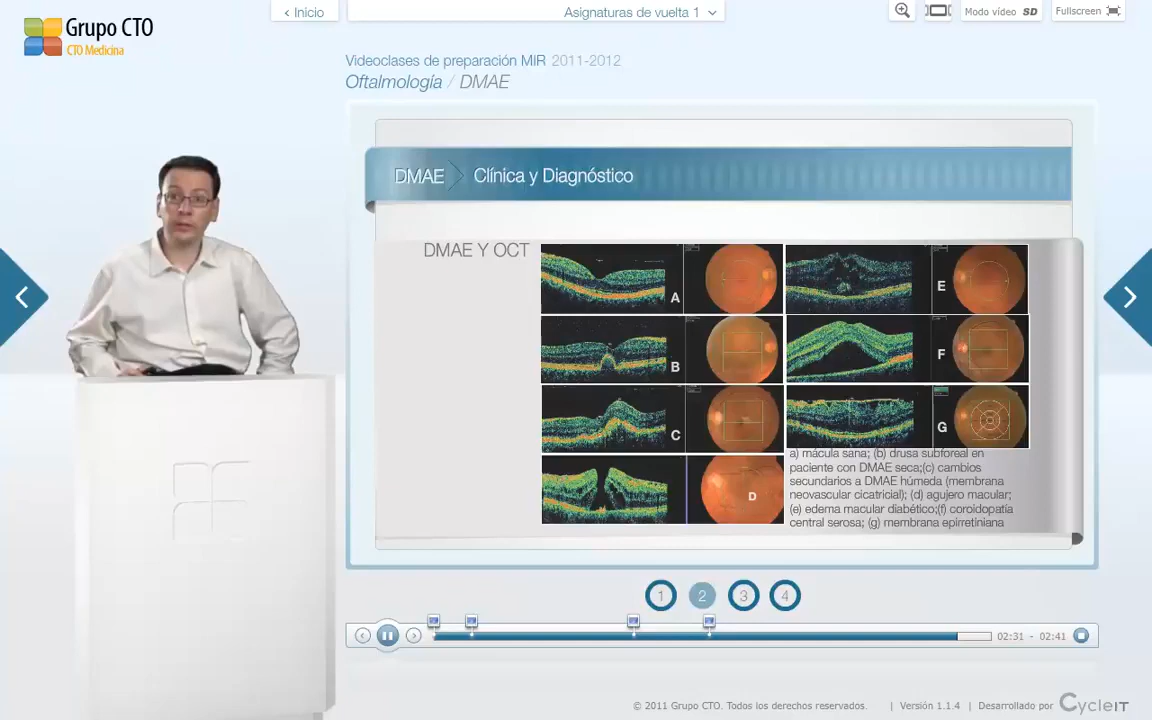 Grupo CTO
CTO Medicina
‹ Inicio
Asignaturas de vuelta 1
Modo vídeo SD
Fullscreen
Videoclases de preparación MIR 2011-2012
Oftalmología / DMAE
DMAE
Clínica y Diagnóstico
DMAE Y OCT
A
E
B
F
C
G
D
a) mácula sana; (b) drusa subforeal en
paciente con DMAE seca;(c) cambios
secundarios a DMAE húmeda (membrana
neovascular cicatricial); (d) agujero macular;
(e) edema macular diabético;(f) coroidopatía
central serosa; (g) membrana epirretiniana
1 2 3 4
02:31 - 02:41
© 2011 Grupo CTO. Todos los derechos reservados. | Versión 1.1.4 | Desarrollado por CycleIT